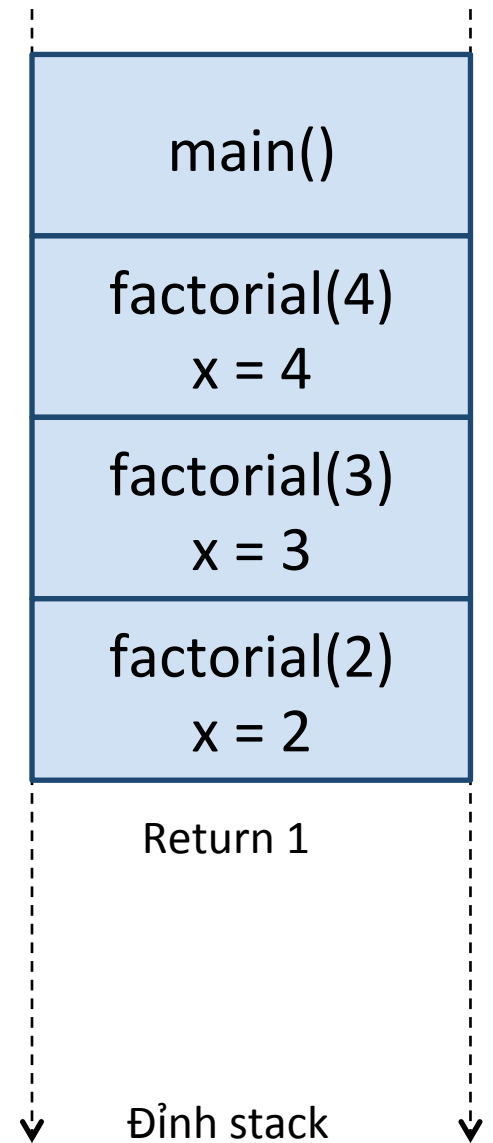 main()
factorial(4)
x = 4
factorial(3)
x = 3
factorial(2)
x = 2
Return 1
Đỉnh stack